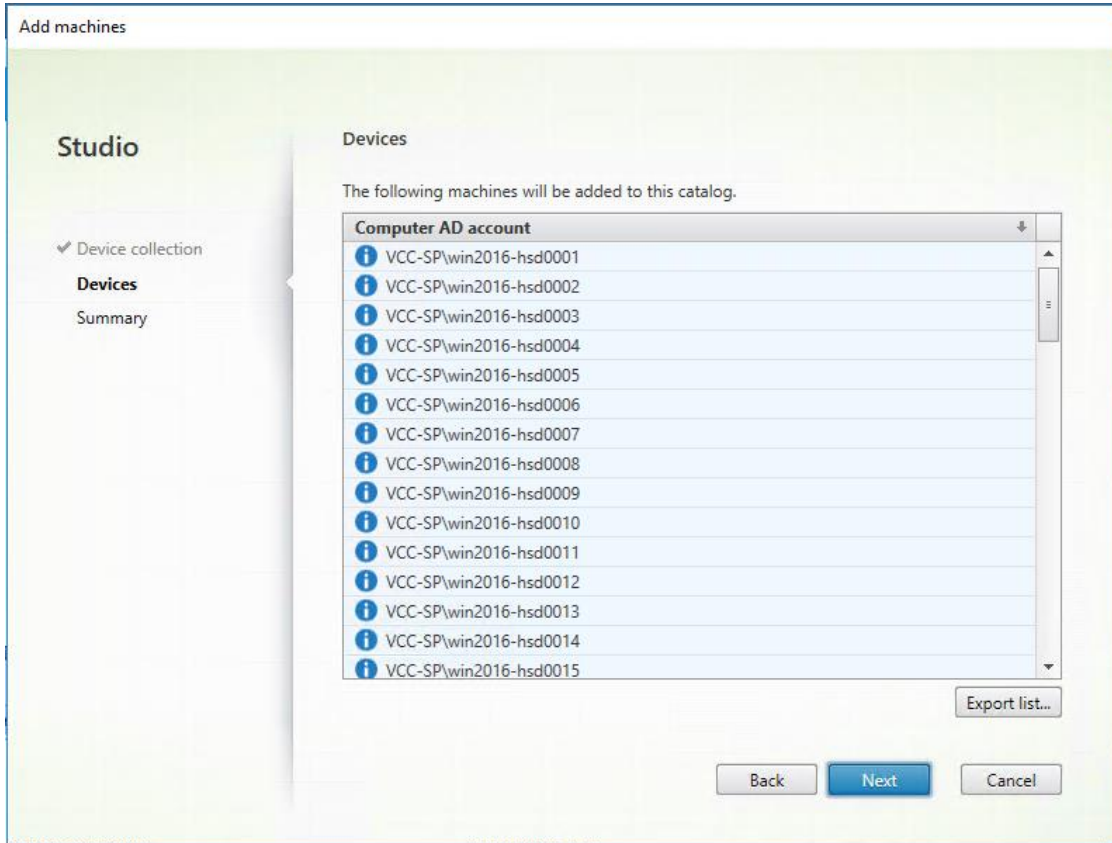 Add machines
Studio
Device collection
Devices
Summary
Devices
The following machines will be added to this catalog.
Computer AD account
VCC-SP\win2016-hsd0001
VCC-SP\win2016-hsd0002
VCC-SP\win2016-hsd0003
VCC-SP\win2016-hsd0004
VCC-SP\win2016-hsd0005
VCC-SP\win2016-hsd0006
VCC-SP\win2016-hsd0007
VCC-SP\win2016-hsd0008
VCC-SP\win2016-hsd0009
VCC-SP\win2016-hsd0010
VCC-SP\win2016-hsd0011
VCC-SP\win2016-hsd0012
VCC-SP\win2016-hsd0013
VCC-SP\win2016-hsd0014
VCC-SP\win2016-hsd0015
Export list...
Back Next Cancel